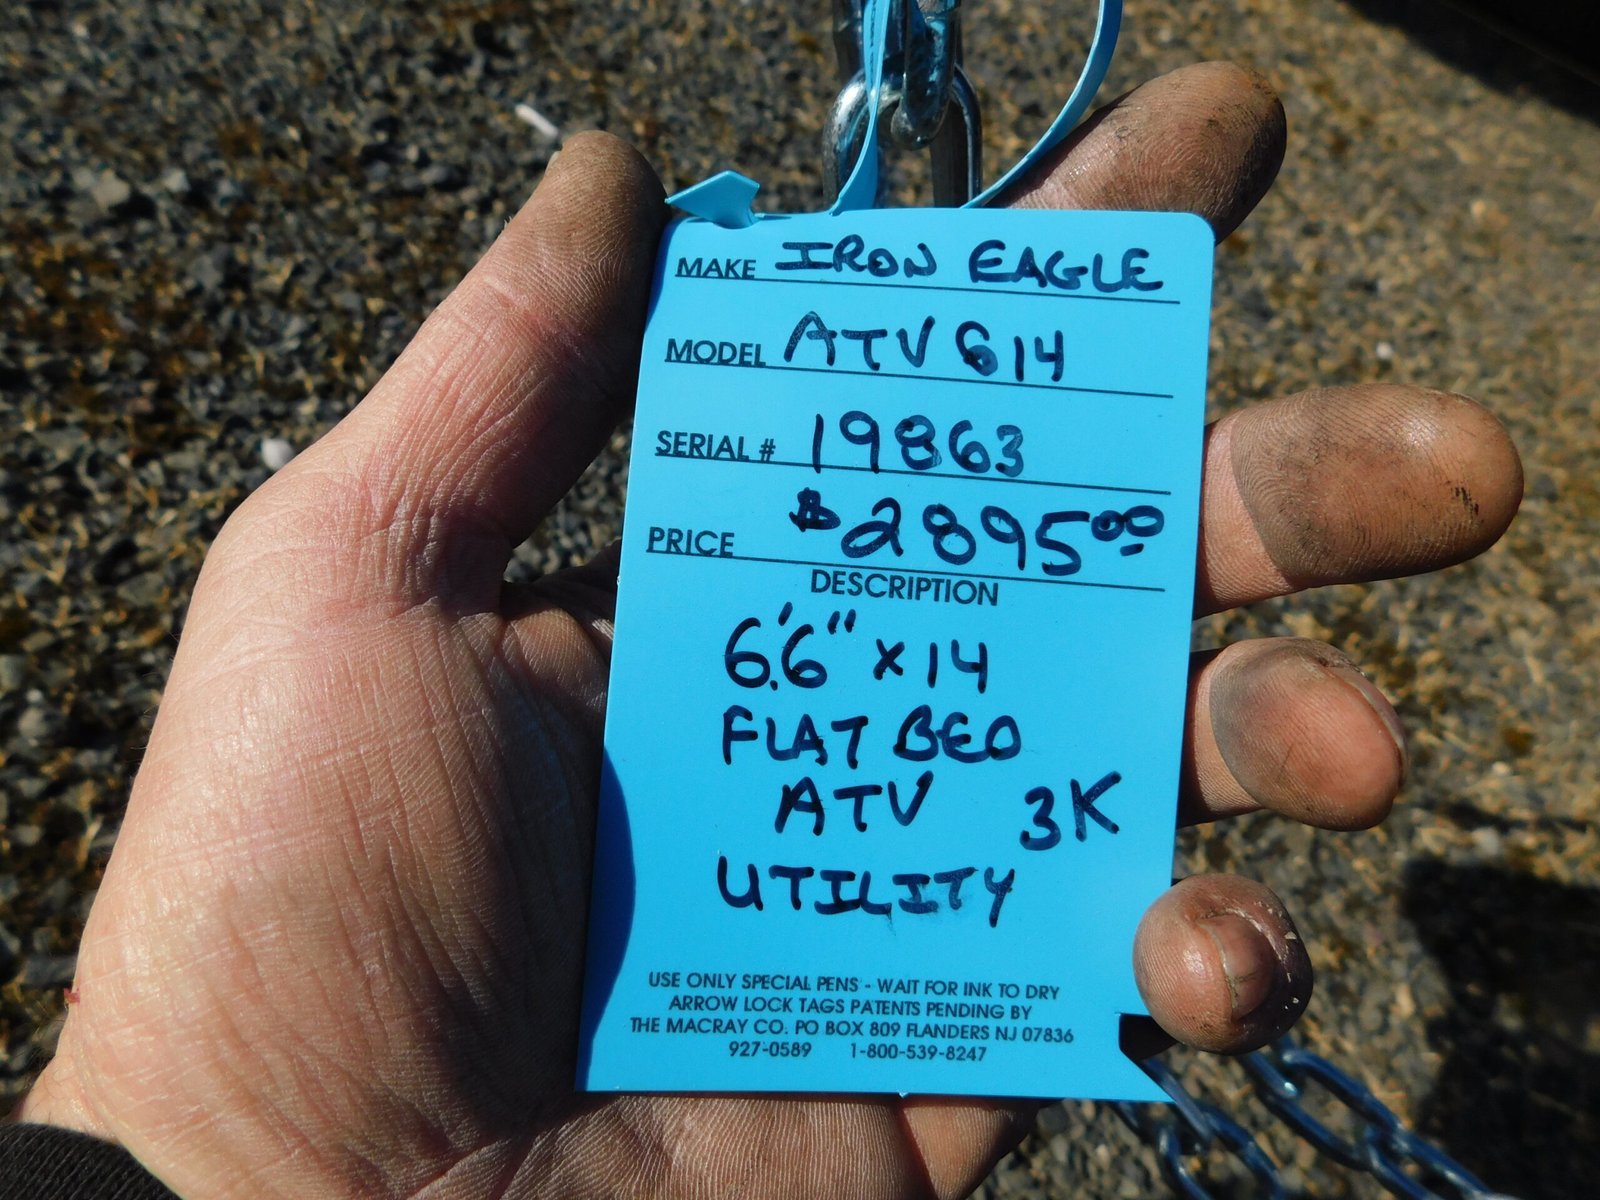 MAKE IRON EAGLE
MODEL ATV 614
SERIAL # 19863
PRICE $2895.00
DESCRIPTION
6'6" x 14
FLAT BED
ATV 3K
UTILITY
USE ONLY SPECIAL PENS - WAIT FOR INK TO DRY
ARROW LOCK TAGS PATENTS PENDING BY
THE MACRAY CO. PO BOX 809 FLANDERS NJ 07836
927-0589 1-800-539-8247